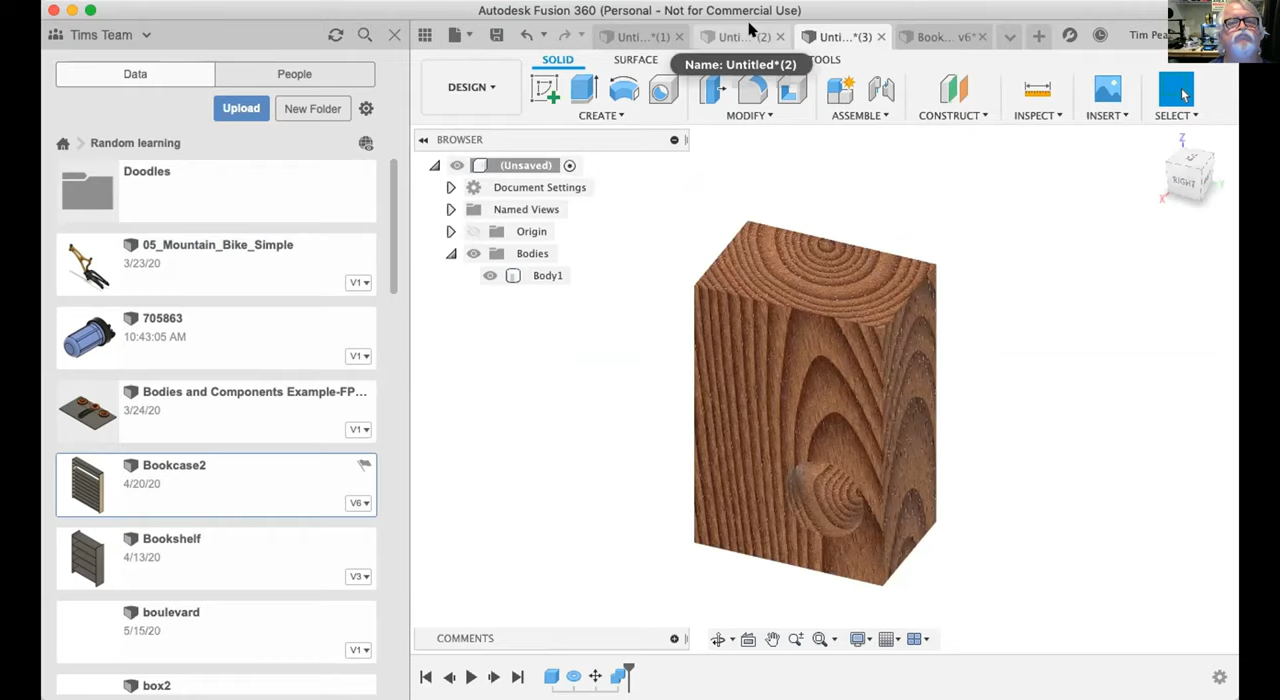 Autodesk Fusion 360 (Personal - Not for Commercial Use)
Tims Team
Unti...*(1)
Unti... (2)
Unti...*(3)
Book... v6*
Tim Pea
Data
People
Upload
New Folder
Random learning
Doodles
05_Mountain_Bike_Simple
3/23/20
V1
705863
10:43:05 AM
V1
Bodies and Components Example-FP...
3/24/20
V1
Bookcase2
4/20/20
V6
Bookshelf
4/13/20
V3
boulevard
5/15/20
V1
box2
SOLID
SURFACE
TOOLS
Name: Untitled*(2)
DESIGN
CREATE
MODIFY
ASSEMBLE
CONSTRUCT
INSPECT
INSERT
SELECT
BROWSER
(Unsaved)
Document Settings
Named Views
Origin
Bodies
Body1
Z
RIGHT
X
Y
COMMENTS